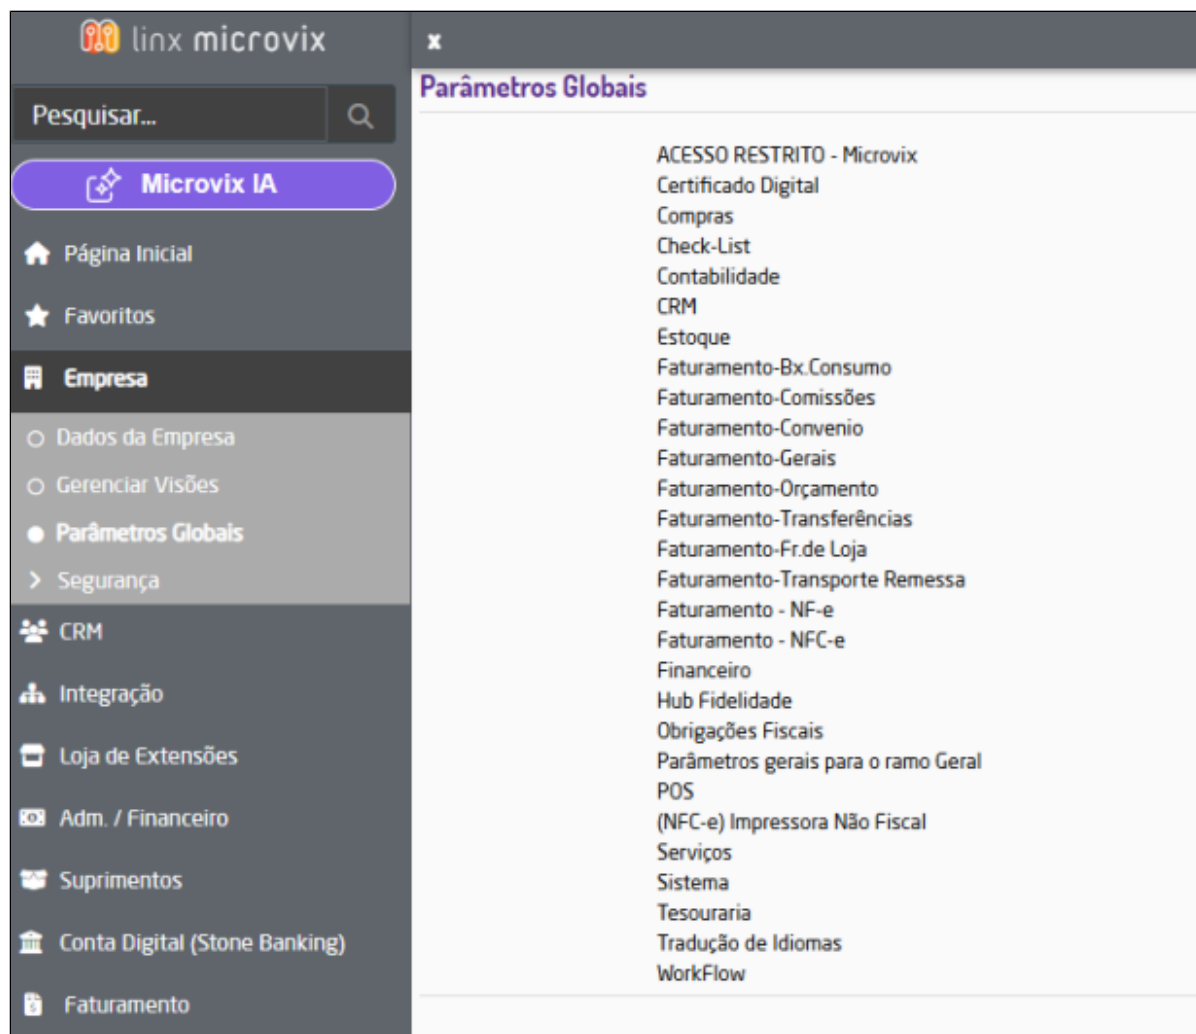 linx microvix
Pesquisar...
Microvix IA
Página Inicial
Favoritos
Empresa
Dados da Empresa
Gerenciar Visões
Parâmetros Globais
Segurança
CRM
Integração
Loja de Extensões
Adm. / Financeiro
Suprimentos
Conta Digital (Stone Banking)
Faturamento
x
Parâmetros Globais
ACESSO RESTRITO - Microvix
Certificado Digital
Compras
Check-List
Contabilidade
CRM
Estoque
Faturamento-Bx.Consumo
Faturamento-Comissões
Faturamento-Convenio
Faturamento-Gerais
Faturamento-Orçamento
Faturamento-Transferências
Faturamento-Fr.de Loja
Faturamento-Transporte Remessa
Faturamento - NF-e
Faturamento - NFC-e
Financeiro
Hub Fidelidade
Obrigações Fiscais
Parâmetros gerais para o ramo Geral
POS
(NFC-e) Impressora Não Fiscal
Serviços
Sistema
Tesouraria
Tradução de Idiomas
WorkFlow